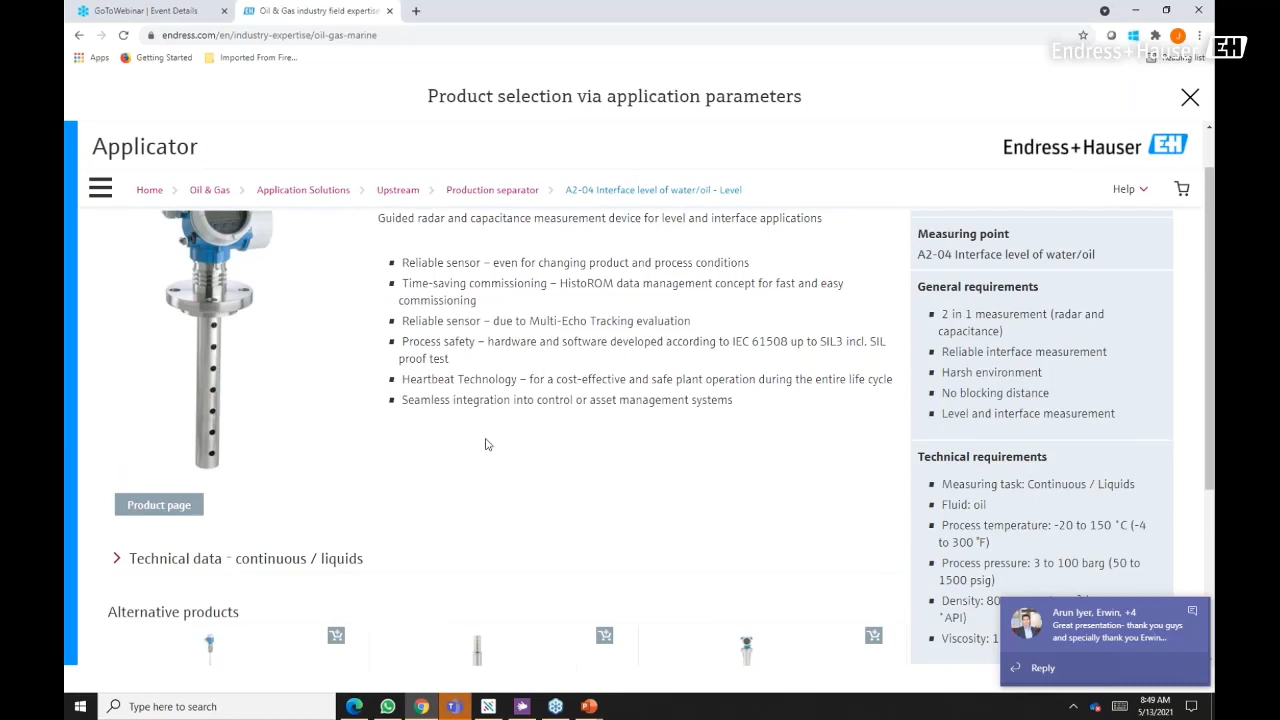 GoToWebinar | Event Details
Oil & Gas industry field expertise
endress.com/en/industry-expertise/oil-gas-marine
Endress+Hauser EH
Apps Getting Started Imported From Fire... Reading list
Product selection via application parameters
Applicator
Endress+Hauser EH
Home Oil & Gas Application Solutions Upstream Production separator A2-04 Interface level of water/oil - Level Help
Guided radar and capacitance measurement device for level and interface applications
Reliable sensor – even for changing product and process conditions
Time-saving commissioning – HistoROM data management concept for fast and easy
commissioning
Reliable sensor – due to Multi-Echo Tracking evaluation
Process safety – hardware and software developed according to IEC 61508 up to SIL3 incl. SIL
proof test
Heartbeat Technology – for a cost-effective and safe plant operation during the entire life cycle
Seamless integration into control or asset management systems
Product page
Technical data - continuous / liquids
Alternative products
Measuring point
A2-04 Interface level of water/oil
General requirements
2 in 1 measurement (radar and
capacitance)
Reliable interface measurement
Harsh environment
No blocking distance
Level and interface measurement
Technical requirements
Measuring task: Continuous / Liquids
Fluid: oil
Process temperature: -20 to 150 ˚C (-4
to 300 ˚F)
Process pressure: 3 to 100 barg (50 to
1500 psig)
Density: 80
˚API)
Viscosity: 1
Arun Iyer, Erwin, +4
Great presentation- thank you guys
and specially thank you Erwin...
Reply
Type here to search
8:49 AM
5/13/2021